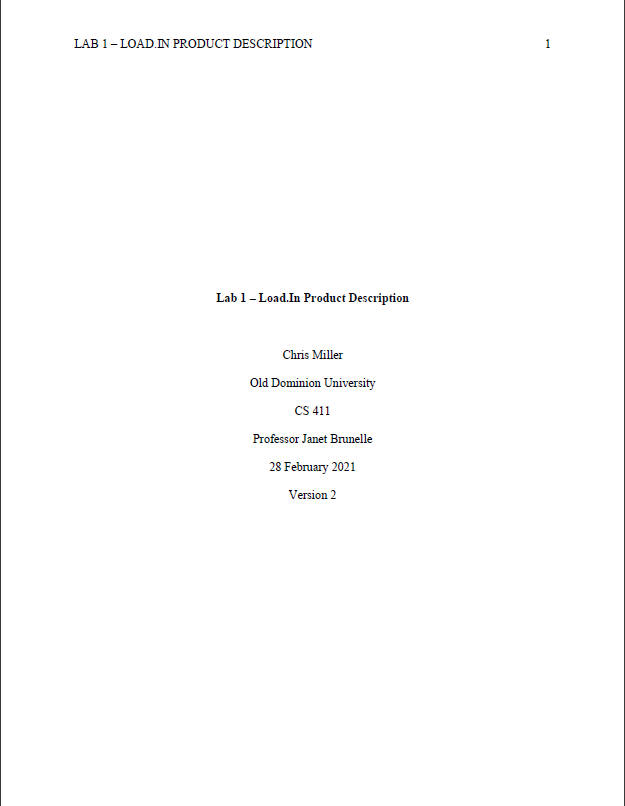 LAB 1 – LOAD.IN PRODUCT DESCRIPTION 1
Lab 1 – Load.In Product Description
Chris Miller
Old Dominion University
CS 411
Professor Janet Brunelle
28 February 2021
Version 2